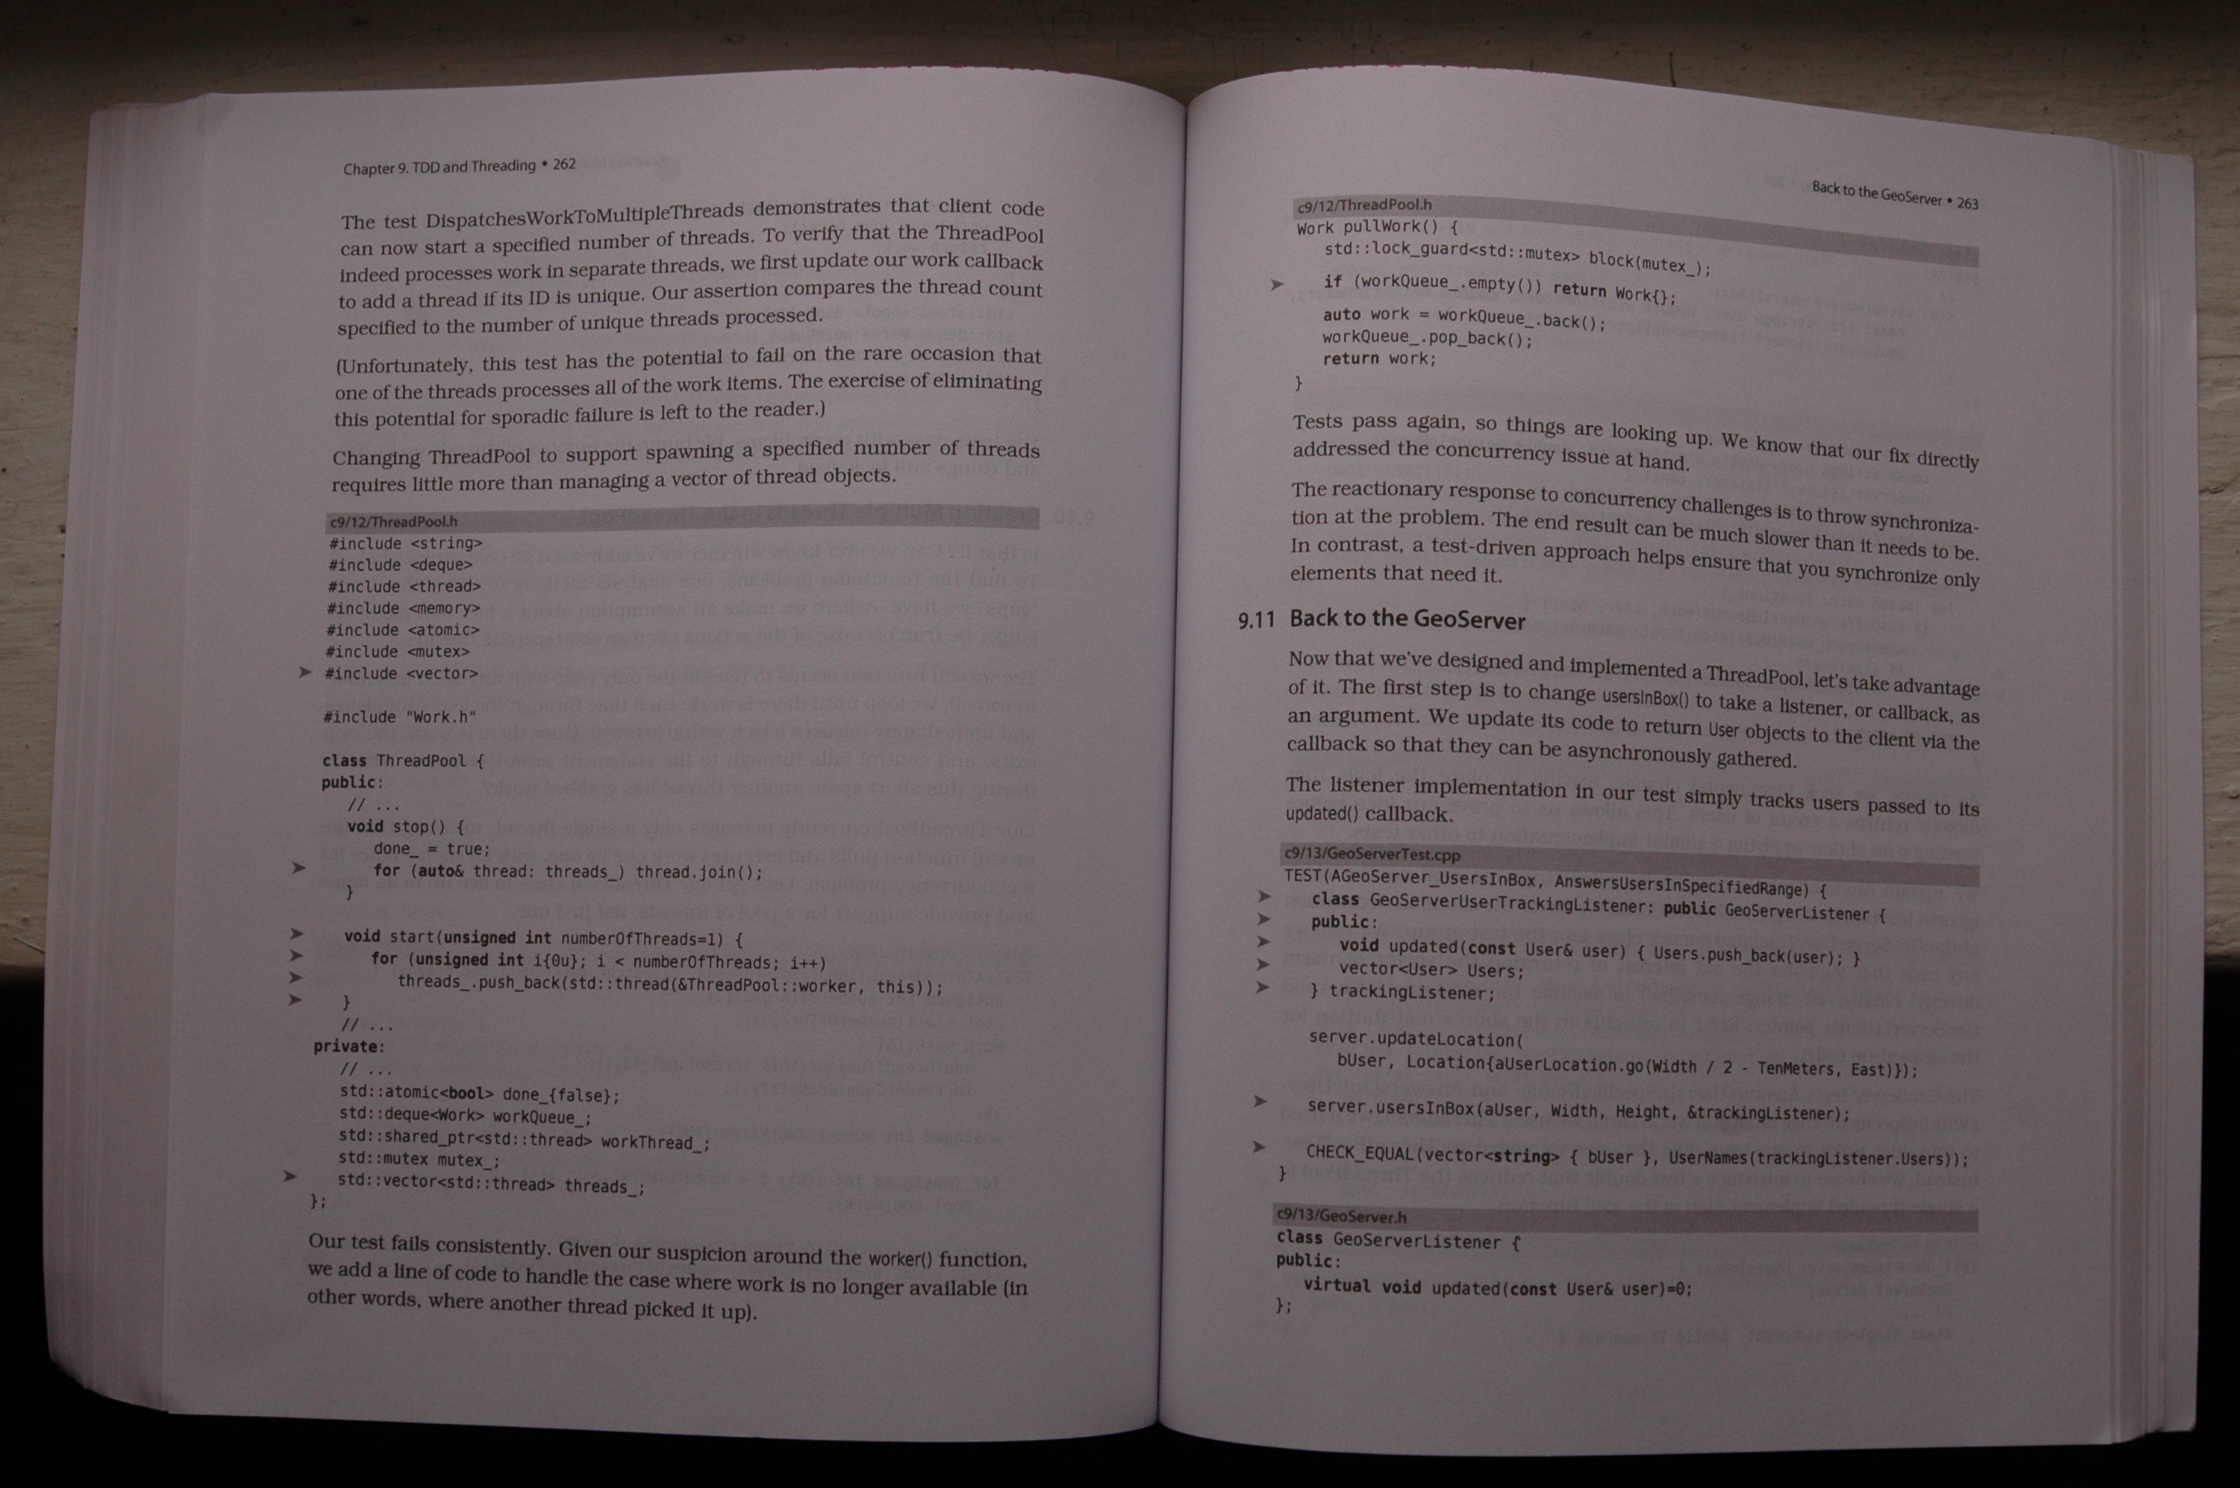 Chapter 9. TDD and Threading • 262
The test DispatchesWorkToMultipleThreads demonstrates that client code
can now start a specified number of threads. To verify that the ThreadPool
indeed processes work in separate threads, we first update our work callback
to add a thread if its ID is unique. Our assertion compares the thread count
specified to the number of unique threads processed.
(Unfortunately, this test has the potential to fail on the rare occasion that
one of the threads processes all of the work items. The exercise of eliminating
this potential for sporadic failure is left to the reader.)
Changing ThreadPool to support spawning a specified number of threads
requires little more than managing a vector of thread objects.
c9/12/ThreadPool.h
#include <string>
#include <deque>
#include <thread>
#include <memory>
#include <atomic>
#include <mutex>
➤ #include <vector>
#include "Work.h"
class ThreadPool {
public:
// ...
void stop() {
done_ = true;
➤ for (auto& thread: threads_) thread.join();
}
➤ void start(unsigned int numberOfThreads=1) {
➤ for (unsigned int i{0u}; i < numberOfThreads; i++)
➤ threads_.push_back(std::thread(&ThreadPool::worker, this));
➤ }
// ...
private:
// ...
std::atomic<bool> done_{false};
std::deque<Work> workQueue_;
std::shared_ptr<std::thread> workThread_;
std::mutex mutex_;
➤ std::vector<std::thread> threads_;
};
Our test fails consistently. Given our suspicion around the worker() function,
we add a line of code to handle the case where work is no longer available (in
other words, where another thread picked it up).
Back to the GeoServer • 263
c9/12/ThreadPool.h
Work pullWork() {
std::lock_guard<std::mutex> block(mutex_);
➤ if (workQueue_.empty()) return Work{};
auto work = workQueue_.back();
workQueue_.pop_back();
return work;
}
Tests pass again, so things are looking up. We know that our fix directly
addressed the concurrency issue at hand.
The reactionary response to concurrency challenges is to throw synchroniza-
tion at the problem. The end result can be much slower than it needs to be.
In contrast, a test-driven approach helps ensure that you synchronize only
elements that need it.
9.11 Back to the GeoServer
Now that we've designed and implemented a ThreadPool, let's take advantage
of it. The first step is to change usersInBox() to take a listener, or callback, as
an argument. We update its code to return User objects to the client via the
callback so that they can be asynchronously gathered.
The listener implementation in our test simply tracks users passed to its
updated() callback.
c9/13/GeoServerTest.cpp
TEST(AGeoServer_UsersInBox, AnswersUsersInSpecifiedRange) {
➤ class GeoServerUserTrackingListener: public GeoServerListener {
➤ public:
➤ void updated(const User& user) { Users.push_back(user); }
➤ vector<User> Users;
➤ } trackingListener;
server.updateLocation(
bUser, Location{aUserLocation.go(Width / 2 - TenMeters, East)});
➤ server.usersInBox(aUser, Width, Height, &trackingListener);
➤ CHECK_EQUAL(vector<string> { bUser }, UserNames(trackingListener.Users));
}
c9/13/GeoServer.h
class GeoServerListener {
public:
virtual void updated(const User& user)=0;
};